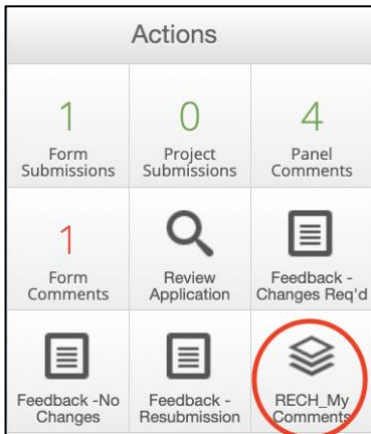 Actions
1
Form
Submissions
0
Project
Submissions
4
Panel
Comments
1
Form
Comments
Review
Application
Feedback -
Changes Req'd
Feedback -No
Changes
Feedback -
Resubmission
RECH_My
Comments